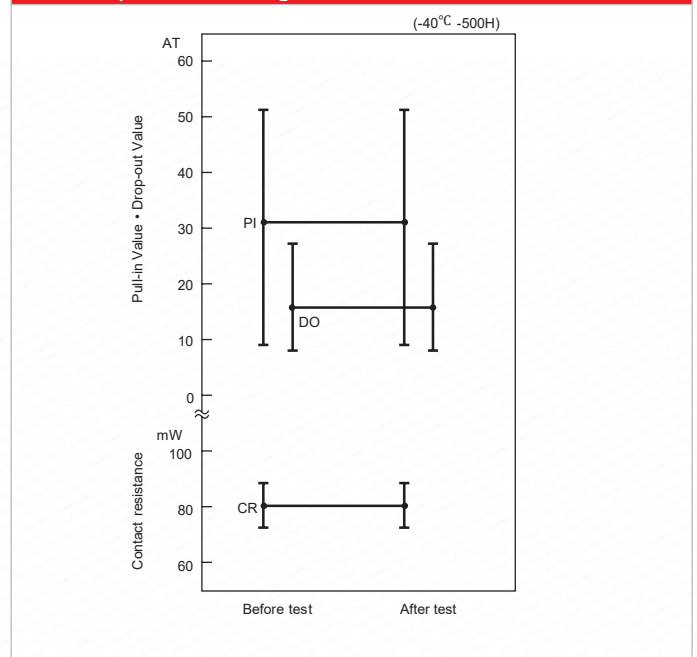 (-40℃ -500H)
AT
60
50
40
30
20
10
0
Pull-in Value • Drop-out Value
PI
DO
mW
100
80
60
Contact resistance
CR
Before test
After test